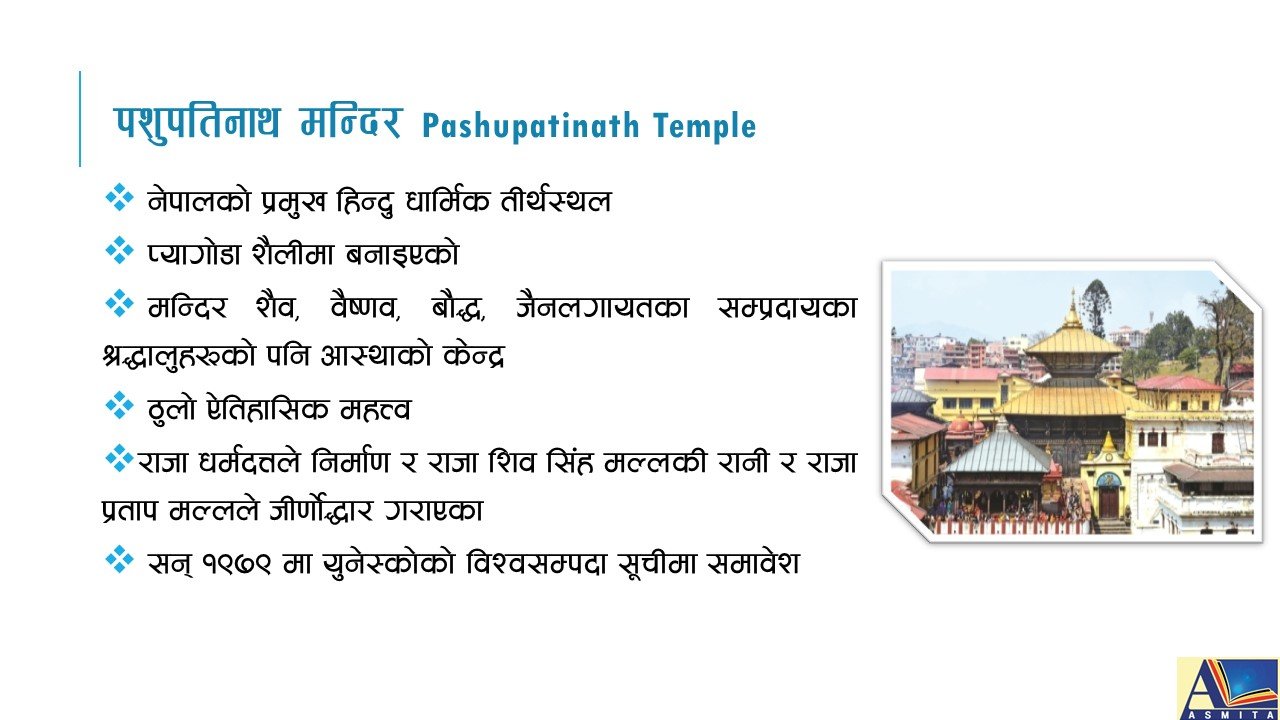 पशुपतिनाथ मन्दिर Pashupatinath Temple
❖ नेपालको प्रमुख हिन्दु धार्मिक तीर्थस्थल
❖ प्यागोडा शैलीमा बनाइएको
❖ मन्दिर शैव, वैष्णव, बौद्ध, जैनलगायतका सम्प्रदायका
श्रद्धालुहरूको पनि आस्थाको केन्द्र
❖ ठुलो ऐतिहासिक महत्त्व
❖राजा धर्मदत्तले निर्माण र राजा शिव सिंह मल्लकी रानी र राजा
प्रताप मल्लले जीर्णोद्धार गराएका
❖ सन् १९७९ मा युनेस्कोको विश्वसम्पदा सूचीमा समावेश
ASMITA